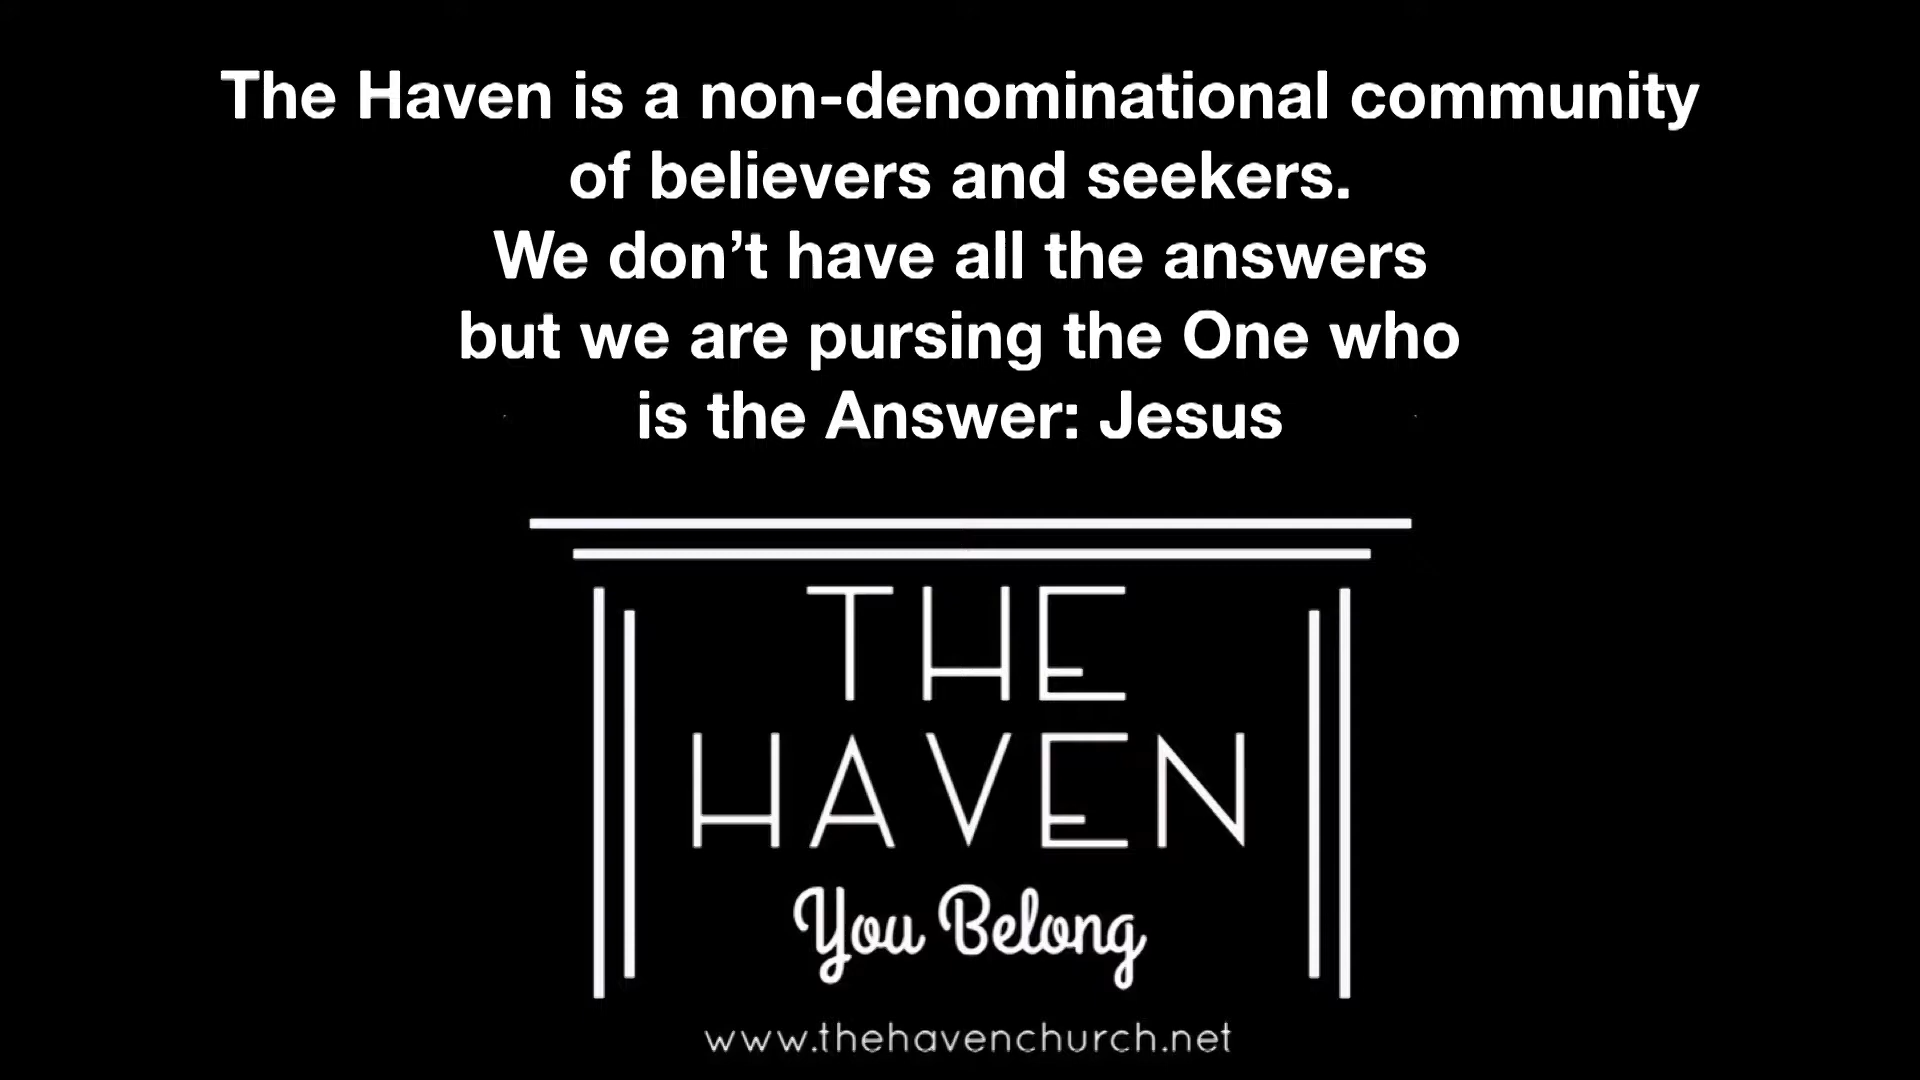 The Haven is a non-denominational community
of believers and seekers.
We don’t have all the answers
but we are pursing the One who
is the Answer: Jesus
THE
HAVEN
You Belong
www.thehavenchurch.net